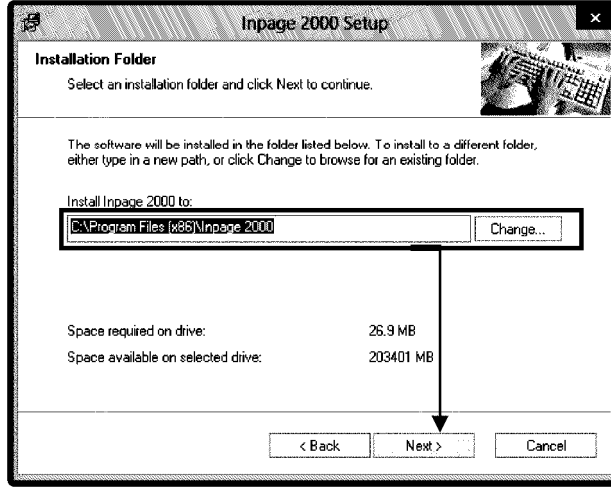 Inpage 2000 Setup
x
Installation Folder
Select an installation folder and click Next to continue.
The software will be installed in the folder listed below. To install to a different folder,
either type in a new path, or click Change to browse for an existing folder.
Install Inpage 2000 to:
C:\Program Files (x86)\Inpage 2000
Change...
Space required on drive: 26.9 MB
Space available on selected drive: 203401 MB
< Back Next > Cancel